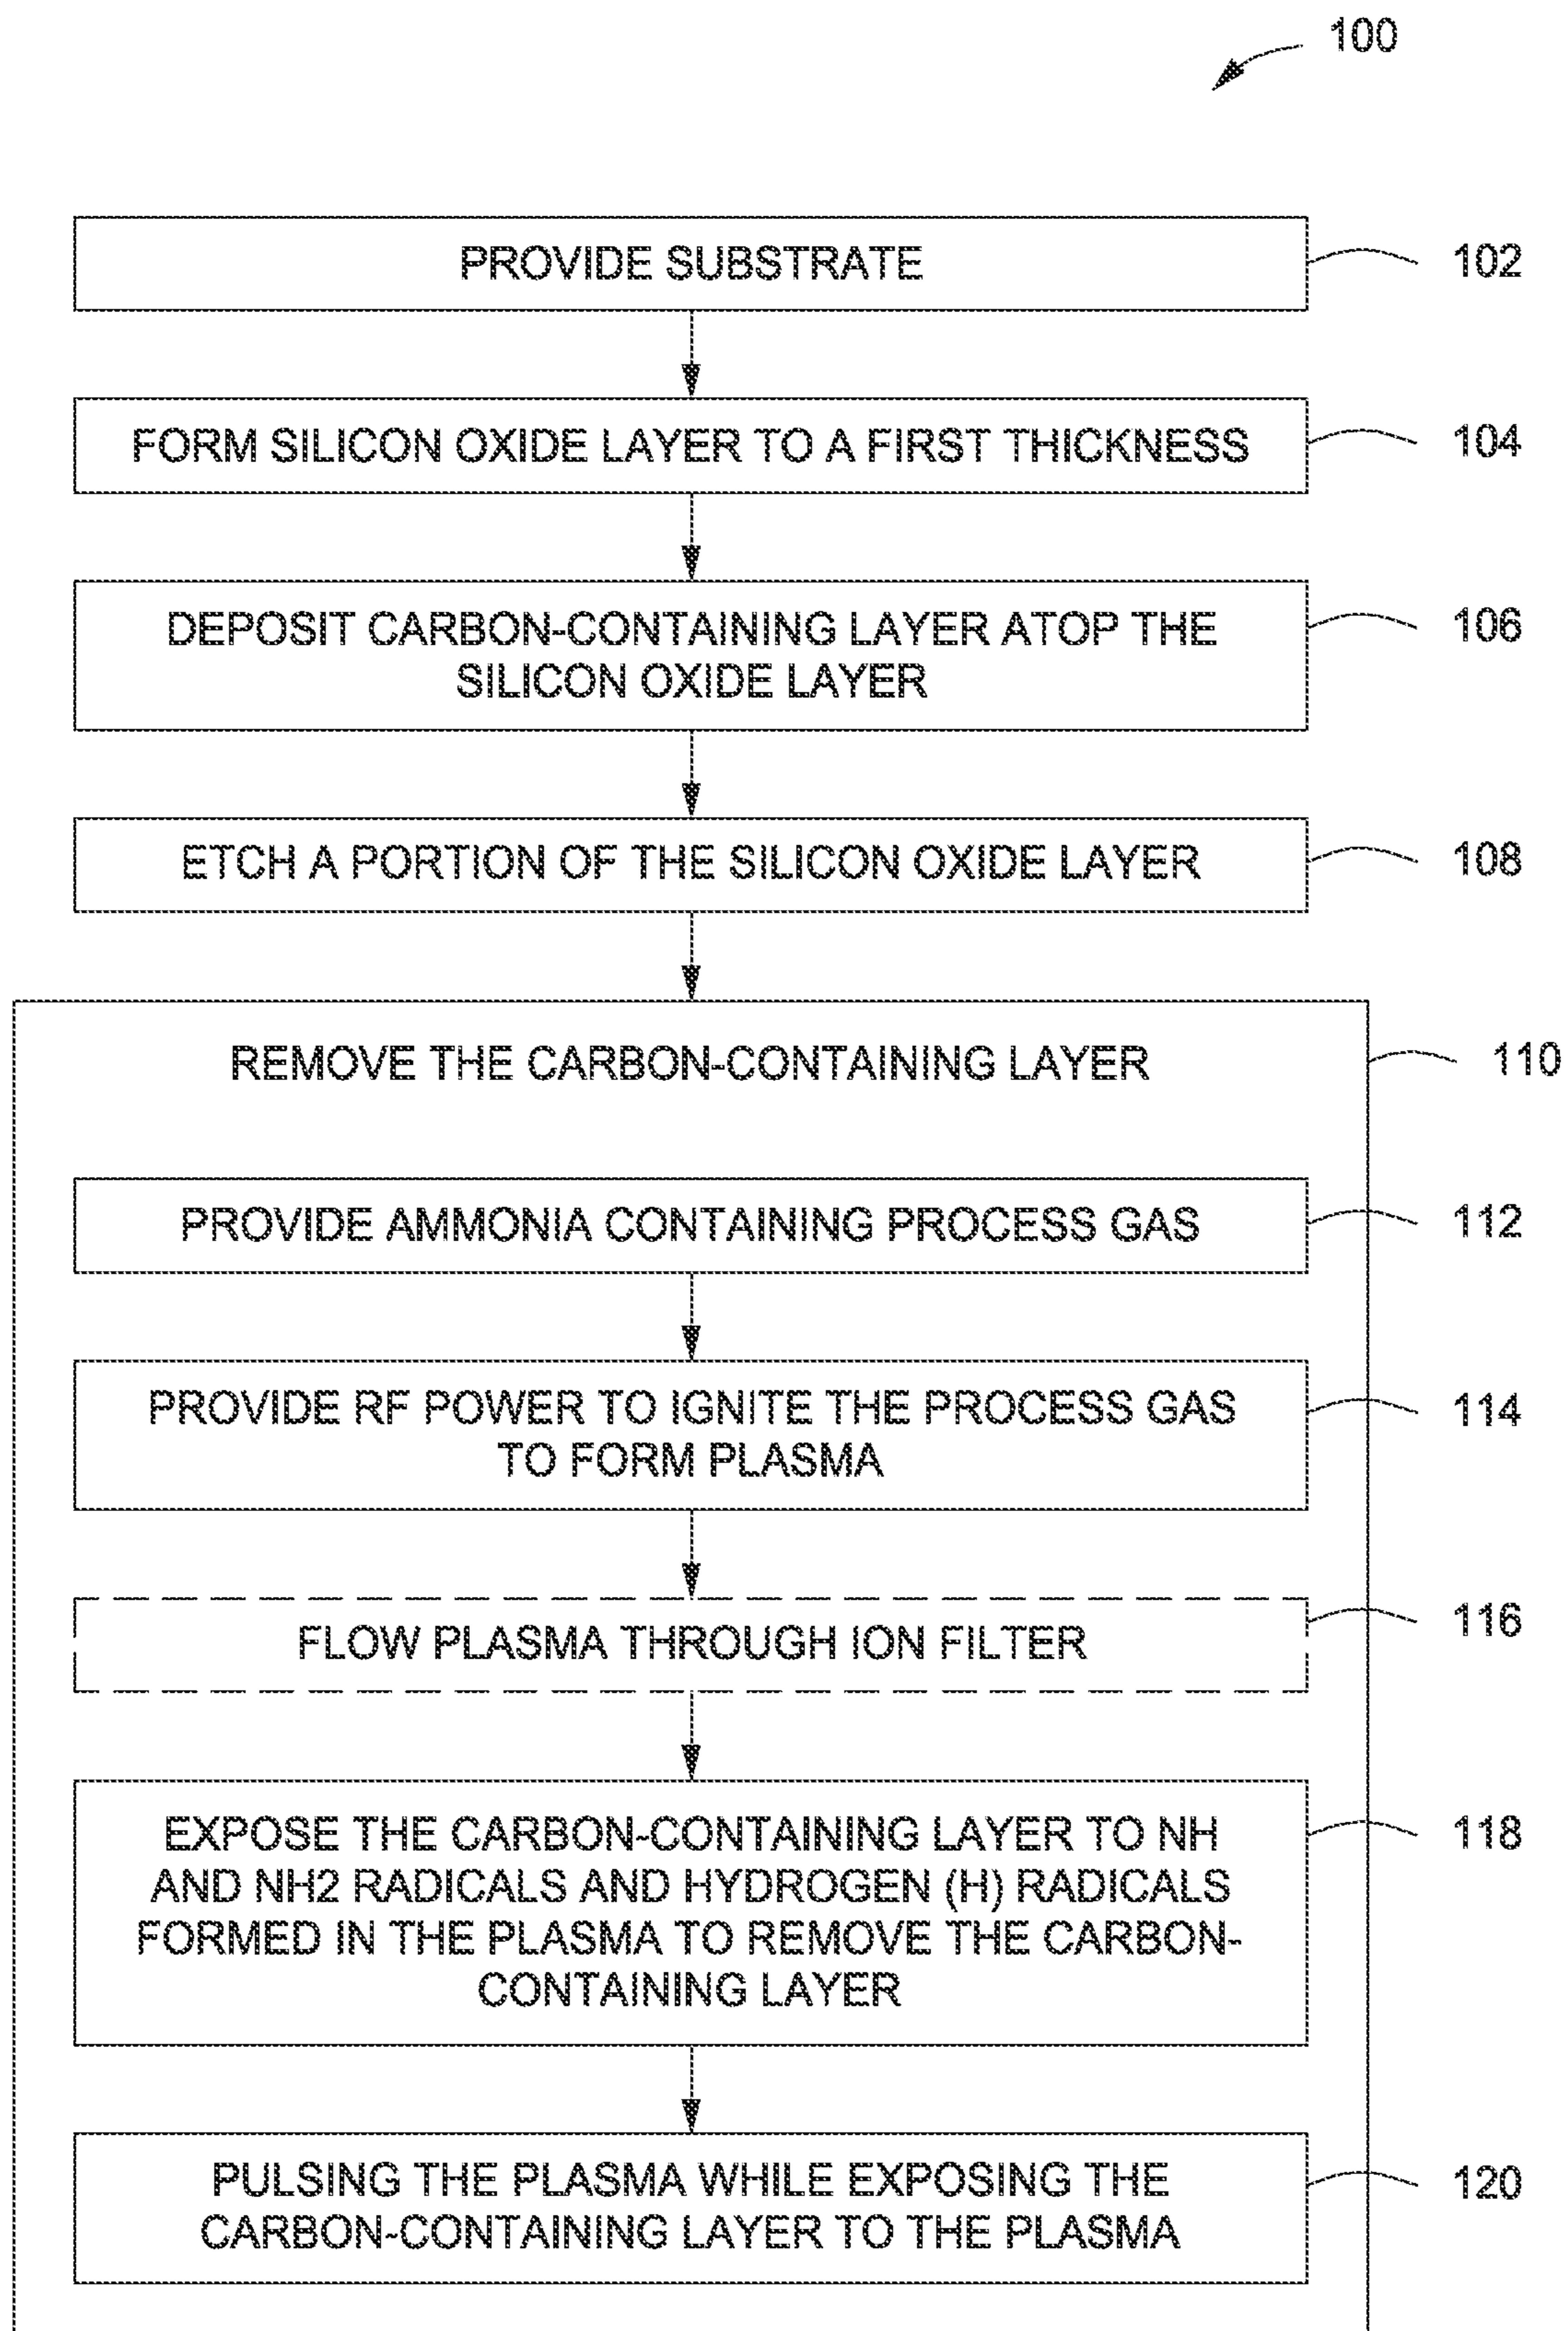 100
PROVIDE SUBSTRATE
102
FORM SILICON OXIDE LAYER TO A FIRST THICKNESS
104
DEPOSIT CARBON-CONTAINING LAYER ATOP THE
SILICON OXIDE LAYER
106
ETCH A PORTION OF THE SILICON OXIDE LAYER
108
REMOVE THE CARBON-CONTAINING LAYER
110
PROVIDE AMMONIA CONTAINING PROCESS GAS
112
PROVIDE RF POWER TO IGNITE THE PROCESS GAS
TO FORM PLASMA
114
FLOW PLASMA THROUGH ION FILTER
116
EXPOSE THE CARBON-CONTAINING LAYER TO NH
AND NH2 RADICALS AND HYDROGEN (H) RADICALS
FORMED IN THE PLASMA TO REMOVE THE CARBON-
CONTAINING LAYER
118
PULSING THE PLASMA WHILE EXPOSING THE
CARBON-CONTAINING LAYER TO THE PLASMA
120